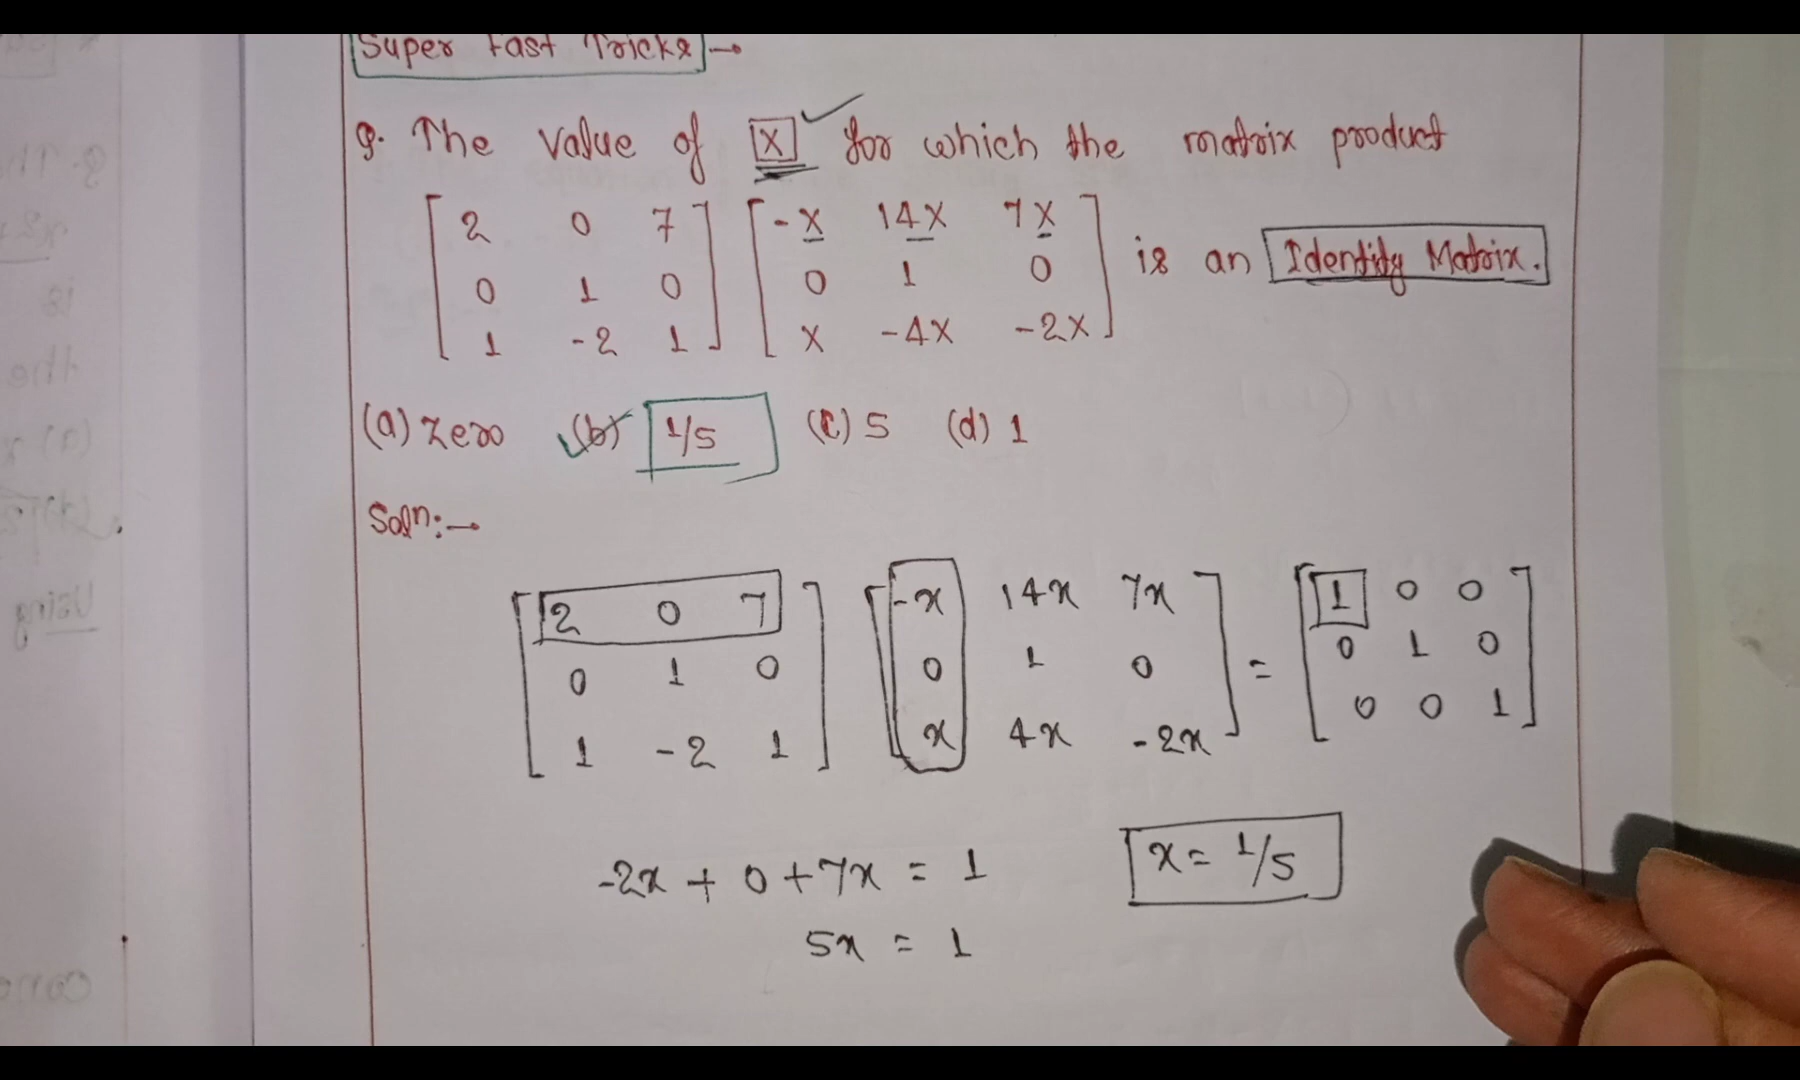 Super Fast Tricks →
Q. The value of X for which the matrix product
2 0 7 -X 14X 7X
0 1 0 0 1 0 is an Identity Matrix.
1 -2 1 X -4X -2X
(a) Zero (b) 1/5 (c) 5 (d) 1
Soln:→
2 0 7 -x 14x 7x 1 0 0
0 1 0 0 1 0 = 0 1 0
1 -2 1 x 4x -2x 0 0 1
-2x + 0 + 7x = 1 x = 1/5
5x = 1